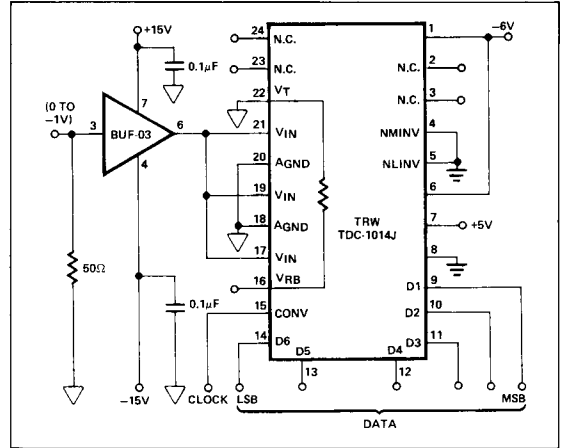 +15V
0.1µF
7
(0 TO
–1V)
3
BUF-03
6
4
50Ω
0.1µF
–15V
24 N.C.
23 N.C.
22 VT
21 VIN
20 AGND
19 VIN
18 AGND
17 VIN
16 VRB
15 CONV
14 D6
D5
13
D4
12
TRW
TDC-1014J
1
–6V
N.C. 2
N.C. 3
NMINV 4
NLINV 5
6
7 +5V
8
D1 9
D2 10
D3 11
CLOCK
LSB
MSB
DATA